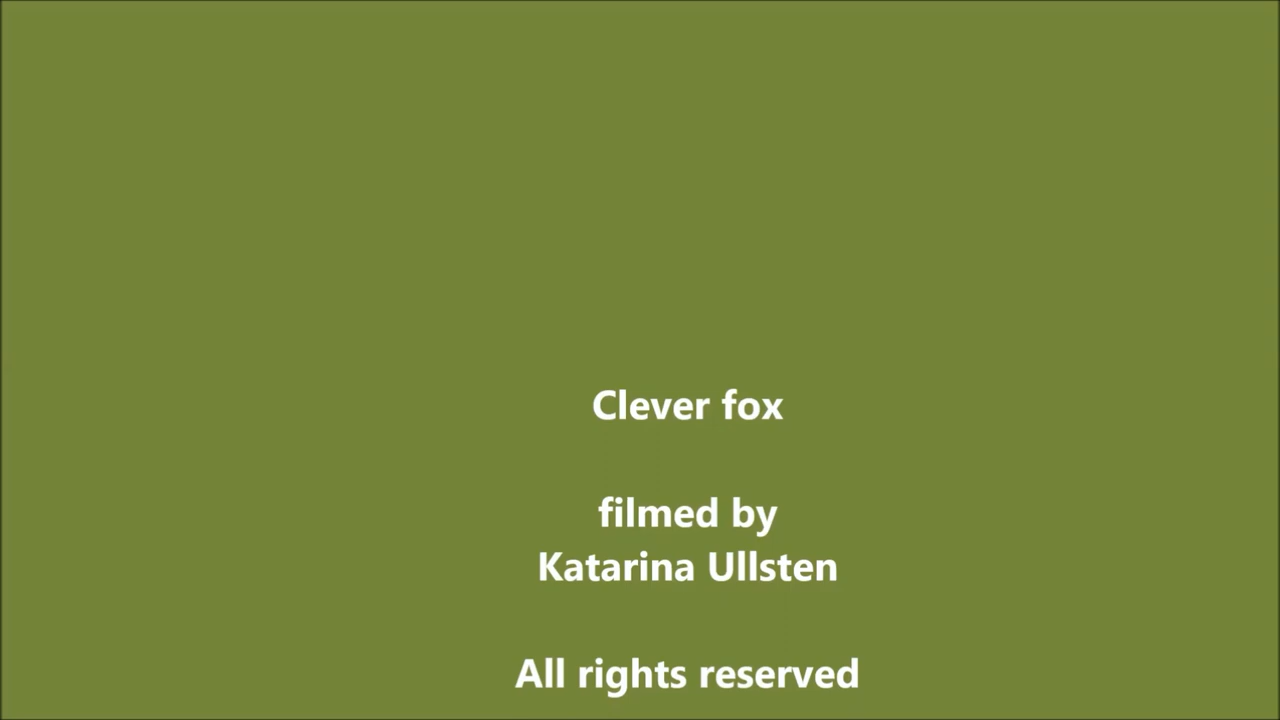 Clever fox
filmed by
Katarina Ullsten
All rights reserved